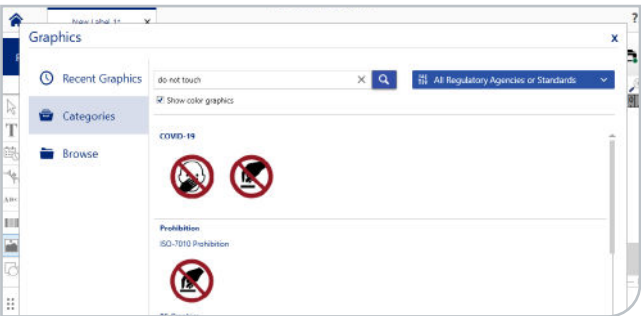 New Label 1*
x
?
Graphics
x
Recent Graphics
Categories
Browse
do not touch
All Regulatory Agencies or Standards
Show color graphics
COVID-19
Prohibition
ISO-7010 Prohibition
T